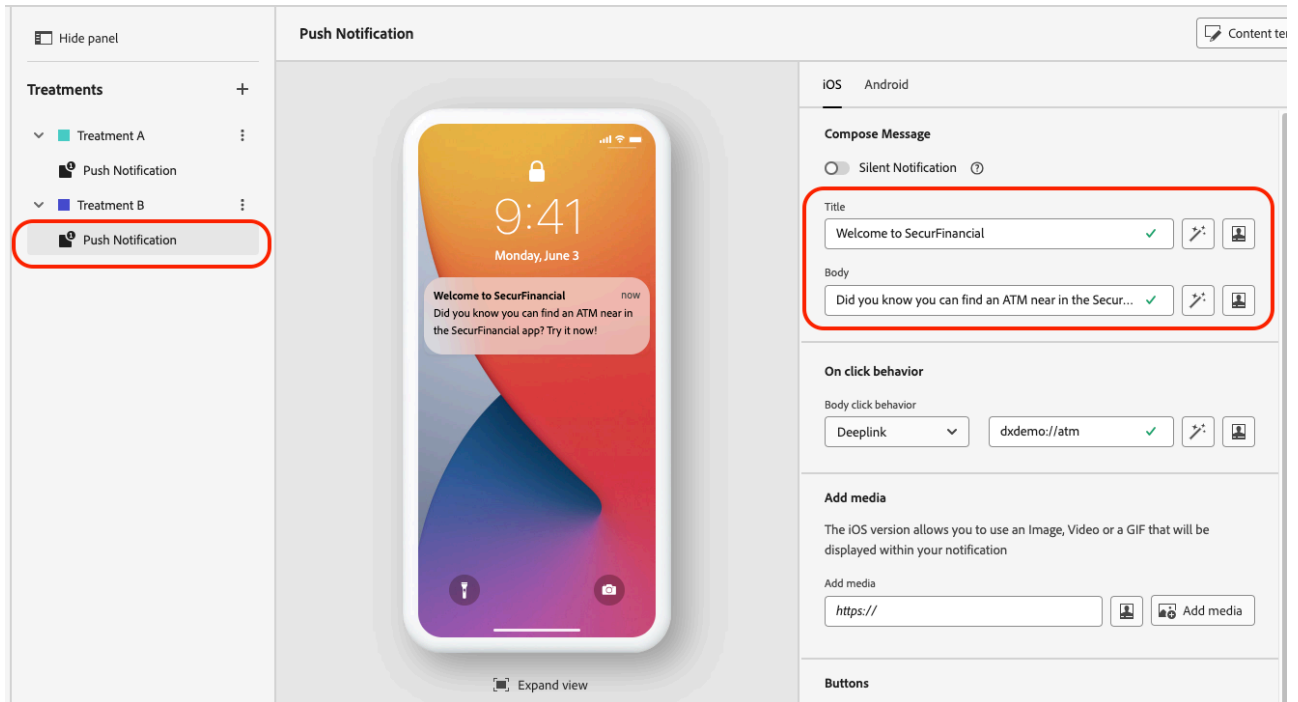 Hide panel
Push Notification
Content
Treatments
Treatment A
Push Notification
Treatment B
Push Notification
9:41
Monday, June 3
Welcome to SecurFinancial now
Did you know you can find an ATM near in
the SecurFinancial app? Try it now!
Expand view
iOS Android
Compose Message
Silent Notification
Title
Welcome to SecurFinancial
Body
Did you know you can find an ATM near in the Secur...
On click behavior
Body click behavior
Deeplink dxdemo://atm
Add media
The iOS version allows you to use an Image, Video or a GIF that will be
displayed within your notification
Add media
https:// Add media
Buttons